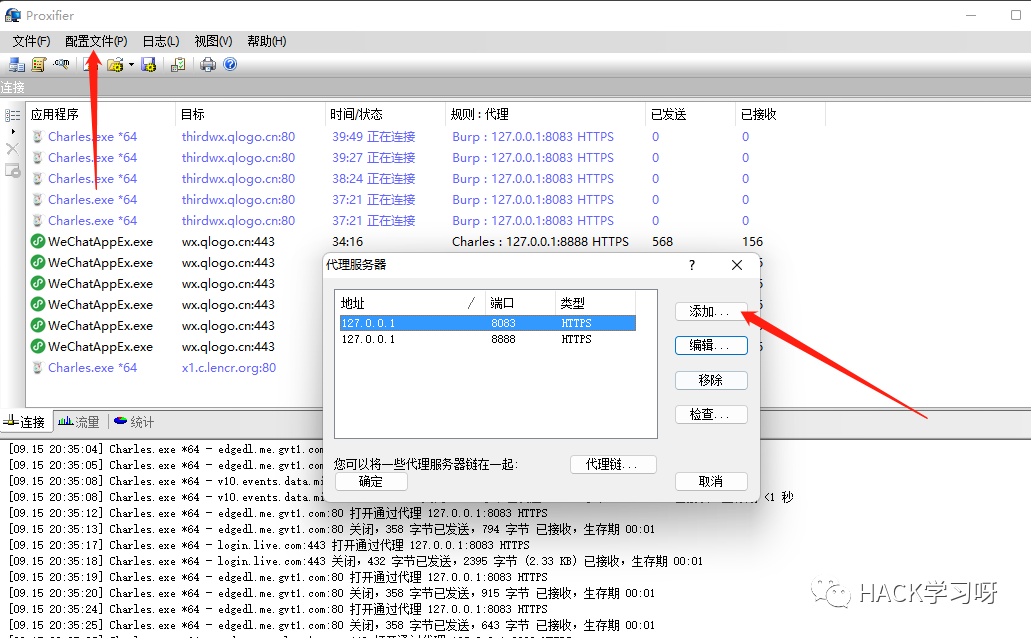 Proxifier
文件(F) 配置文件(P) 日志(L) 视图(V) 帮助(H)
连接
应用程序 目标 时间/状态 规则 : 代理 已发送 已接收
Charles.exe *64 thirdwx.qlogo.cn:80 39:49 正在连接 Burp : 127.0.0.1:8083 HTTPS 0 0
Charles.exe *64 thirdwx.qlogo.cn:80 39:27 正在连接 Burp : 127.0.0.1:8083 HTTPS 0 0
Charles.exe *64 thirdwx.qlogo.cn:80 38:24 正在连接 Burp : 127.0.0.1:8083 HTTPS 0 0
Charles.exe *64 thirdwx.qlogo.cn:80 37:21 正在连接 Burp : 127.0.0.1:8083 HTTPS 0 0
Charles.exe *64 thirdwx.qlogo.cn:80 37:21 正在连接 Burp : 127.0.0.1:8083 HTTPS 0 0
WeChatAppEx.exe wx.qlogo.cn:443 34:16 Charles : 127.0.0.1:8888 HTTPS 568 156
WeChatAppEx.exe wx.qlogo.cn:443
WeChatAppEx.exe wx.qlogo.cn:443
WeChatAppEx.exe wx.qlogo.cn:443
WeChatAppEx.exe wx.qlogo.cn:443
WeChatAppEx.exe wx.qlogo.cn:443
Charles.exe *64 x1.c.lencr.org:80
代理服务器 ?
地址 / 端口 类型
127.0.0.1 8083 HTTPS
127.0.0.1 8888 HTTPS
添加...
编辑...
移除
检查...
您可以将一些代理服务器链在一起:
代理链...
确定
取消
连接 流量 统计
[09.15 20:35:04] Charles.exe *64 - edgedl.me.gvt1.com
[09.15 20:35:05] Charles.exe *64 - edgedl.me.gvt1.com
[09.15 20:35:08] Charles.exe *64 - v10.events.data.mi
[09.15 20:35:08] Charles.exe *64 - v10.events.data.mi <1 秒
[09.15 20:35:12] Charles.exe *64 - edgedl.me.gvt1.com:80 打开通过代理 127.0.0.1:8083 HTTPS
[09.15 20:35:13] Charles.exe *64 - edgedl.me.gvt1.com:80 关闭，358 字节已发送，794 字节 已接收，生存期 00:01
[09.15 20:35:17] Charles.exe *64 - login.live.com:443 打开通过代理 127.0.0.1:8083 HTTPS
[09.15 20:35:18] Charles.exe *64 - login.live.com:443 关闭，432 字节已发送，2395 字节 (2.33 KB) 已接收，生存期 00:01
[09.15 20:35:19] Charles.exe *64 - edgedl.me.gvt1.com:80 打开通过代理 127.0.0.1:8083 HTTPS
[09.15 20:35:20] Charles.exe *64 - edgedl.me.gvt1.com:80 关闭，358 字节已发送，915 字节 已接收，生存期 00:01
[09.15 20:35:24] Charles.exe *64 - edgedl.me.gvt1.com:80 打开通过代理 127.0.0.1:8083 HTTPS
[09.15 20:35:25] Charles.exe *64 - edgedl.me.gvt1.com:80 关闭，358 字节已发送，643 字节 已接收，生存期 00:01
HACK学习呀